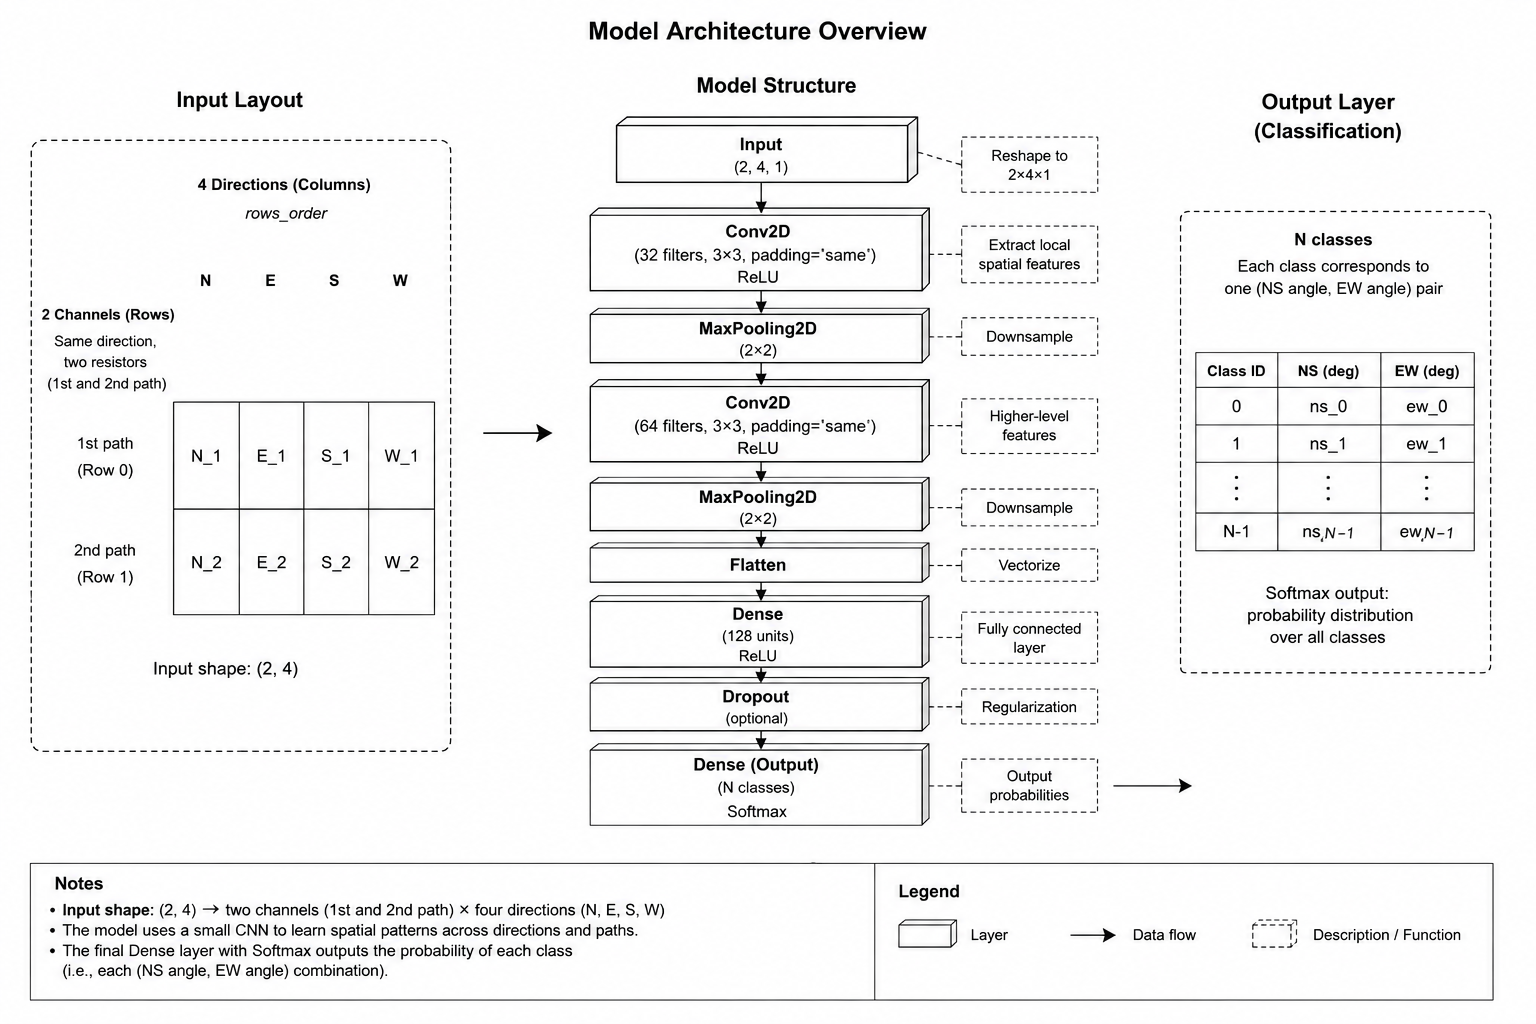 Model Architecture Overview
Input Layout
4 Directions (Columns)
rows_order
N E S W
2 Channels (Rows)
Same direction,
two resistors
(1st and 2nd path)
1st path
(Row 0)
N_1 E_1 S_1 W_1
2nd path
(Row 1)
N_2 E_2 S_2 W_2
Input shape: (2, 4)
Model Structure
Input
(2, 4, 1)
Reshape to
2×4×1
Conv2D
(32 filters, 3×3, padding='same')
ReLU
Extract local
spatial features
MaxPooling2D
(2×2)
Downsample
Conv2D
(64 filters, 3×3, padding='same')
ReLU
Higher-level
features
MaxPooling2D
(2×2)
Downsample
Flatten
Vectorize
Dense
(128 units)
ReLU
Fully connected
layer
Dropout
(optional)
Regularization
Dense (Output)
(N classes)
Softmax
Output
probabilities
Output Layer
(Classification)
N classes
Each class corresponds to
one (NS angle, EW angle) pair
Class ID NS (deg) EW (deg)
0 ns_0 ew_0
1 ns_1 ew_1
⋮ ⋮ ⋮
N-1 ns,N−1 ew,N−1
Softmax output:
probability distribution
over all classes
Notes
• Input shape: (2, 4) → two channels (1st and 2nd path) × four directions (N, E, S, W)
• The model uses a small CNN to learn spatial patterns across directions and paths.
• The final Dense layer with Softmax outputs the probability of each class
(i.e., each (NS angle, EW angle) combination).
Legend
Layer
Data flow
Description / Function